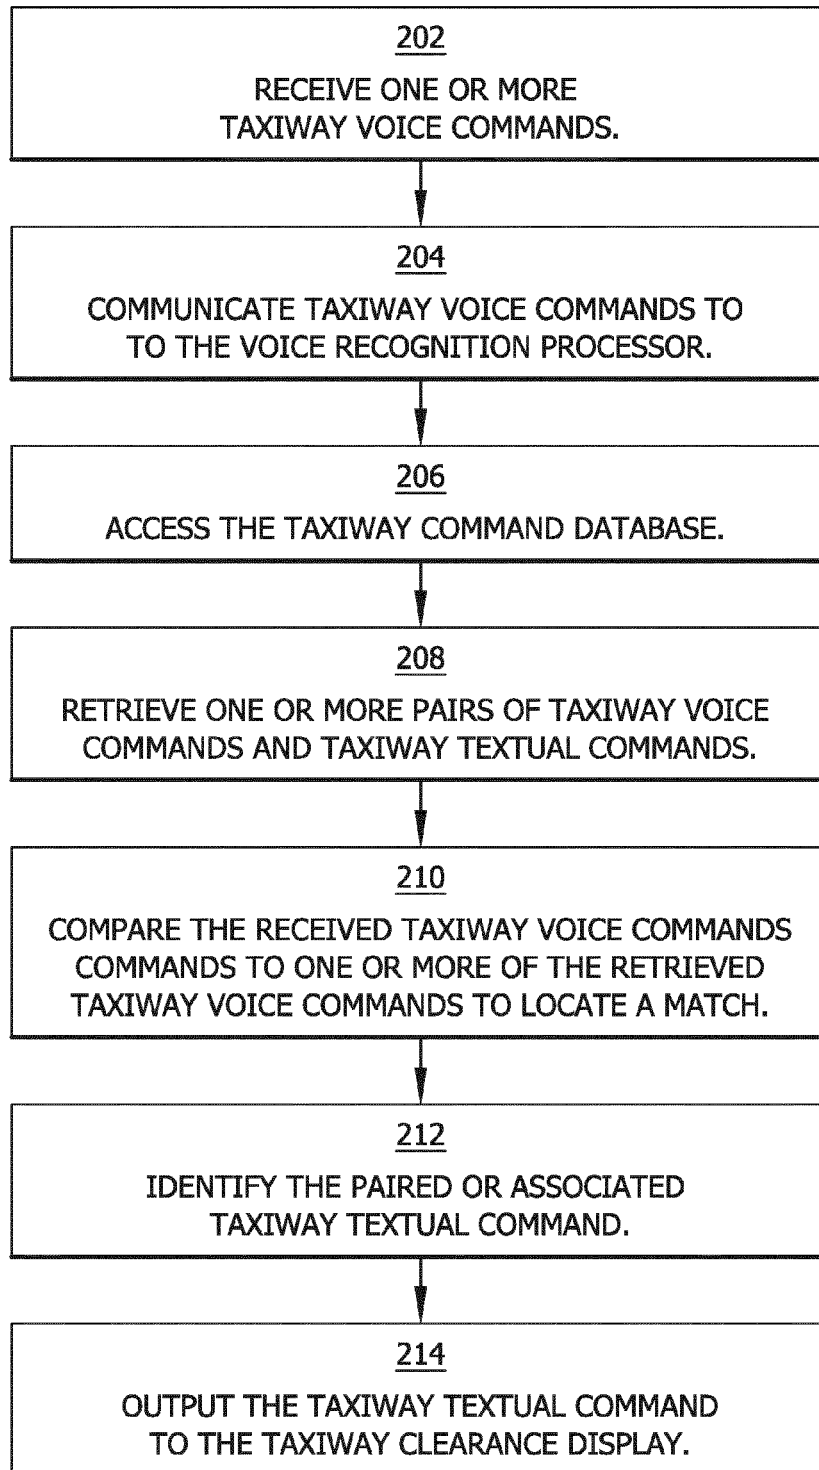 202
RECEIVE ONE OR MORE
TAXIWAY VOICE COMMANDS.
204
COMMUNICATE TAXIWAY VOICE COMMANDS TO
TO THE VOICE RECOGNITION PROCESSOR.
206
ACCESS THE TAXIWAY COMMAND DATABASE.
208
RETRIEVE ONE OR MORE PAIRS OF TAXIWAY VOICE
COMMANDS AND TAXIWAY TEXTUAL COMMANDS.
210
COMPARE THE RECEIVED TAXIWAY VOICE COMMANDS
COMMANDS TO ONE OR MORE OF THE RETRIEVED
TAXIWAY VOICE COMMANDS TO LOCATE A MATCH.
212
IDENTIFY THE PAIRED OR ASSOCIATED
TAXIWAY TEXTUAL COMMAND.
214
OUTPUT THE TAXIWAY TEXTUAL COMMAND
TO THE TAXIWAY CLEARANCE DISPLAY.